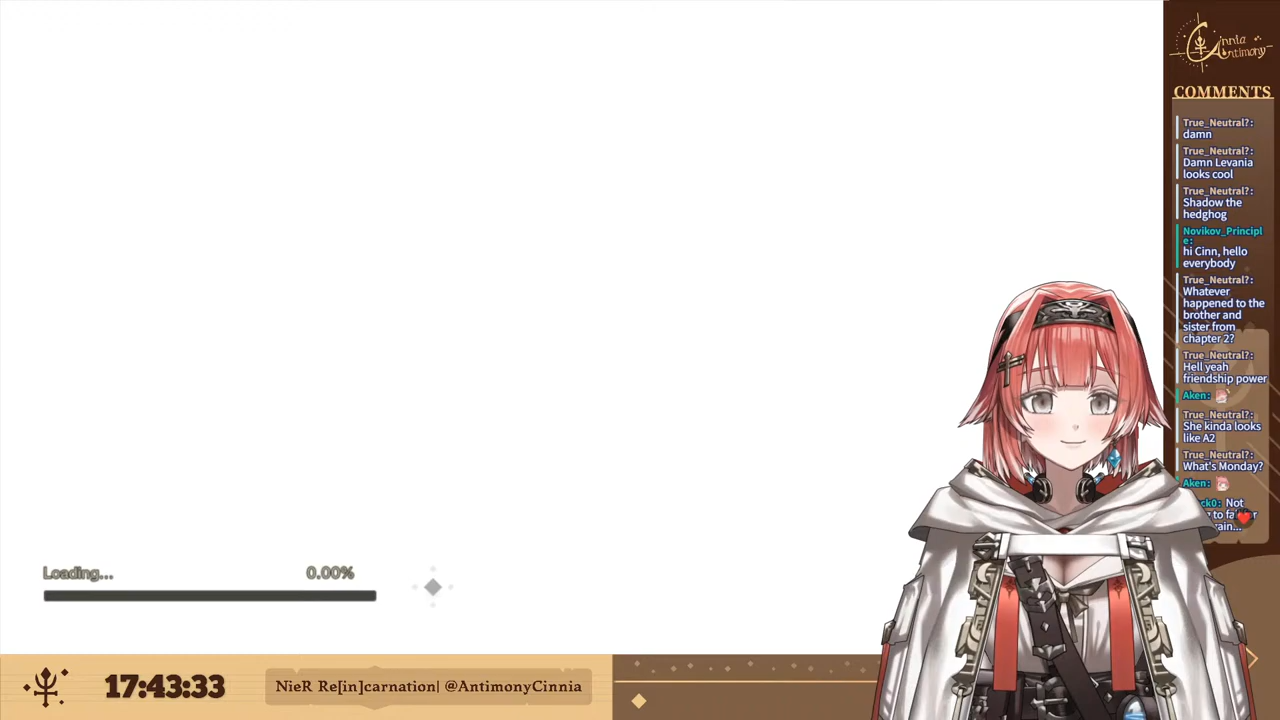 Cinnia
Antimony
COMMENTS
True_Neutral?:
damn
True_Neutral?:
Damn Levania
looks cool
True_Neutral?:
Shadow the
hedghog
Novikov_Principl
e:
hi Cinn, hello
everybody
True_Neutral?:
Whatever
happened to the
brother and
sister from
chapter 2?
True_Neutral?:
Hell yeah
friendship power
Aken:
True_Neutral?:
She kinda looks
like A2
True_Neutral?:
What's Monday?
Aken:
Not
Loading... 0.00%
17:43:33
NieR Re[in]carnation| @AntimonyCinnia